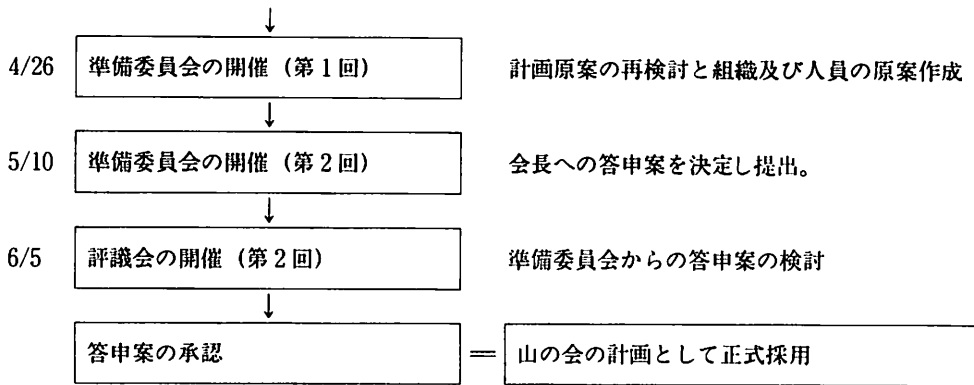 4/26 準備委員会の開催(第1回) 計画原案の再検討と組織及び人員の原案作成
5/10 準備委員会の開催(第2回) 会長への答申案を決定し提出。
6/5 評議会の開催(第2回) 準備委員会からの答申案の検討
答申案の承認 = 山の会の計画として正式採用